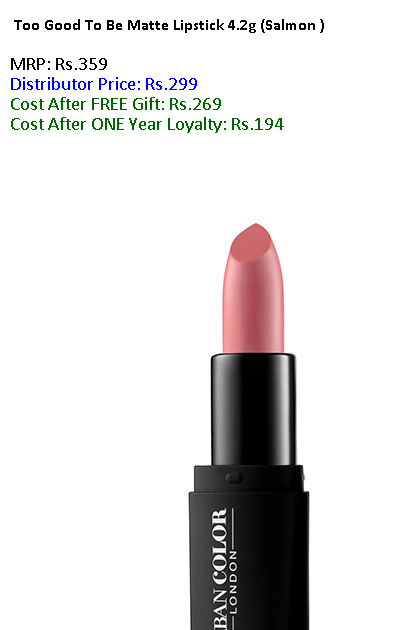 Too Good To Be Matte Lipstick 4.2g (Salmon )
MRP: Rs.359
Distributor Price: Rs.299
Cost After FREE Gift: Rs.269
Cost After ONE Year Loyalty: Rs.194
BAN COLOR
LONDON